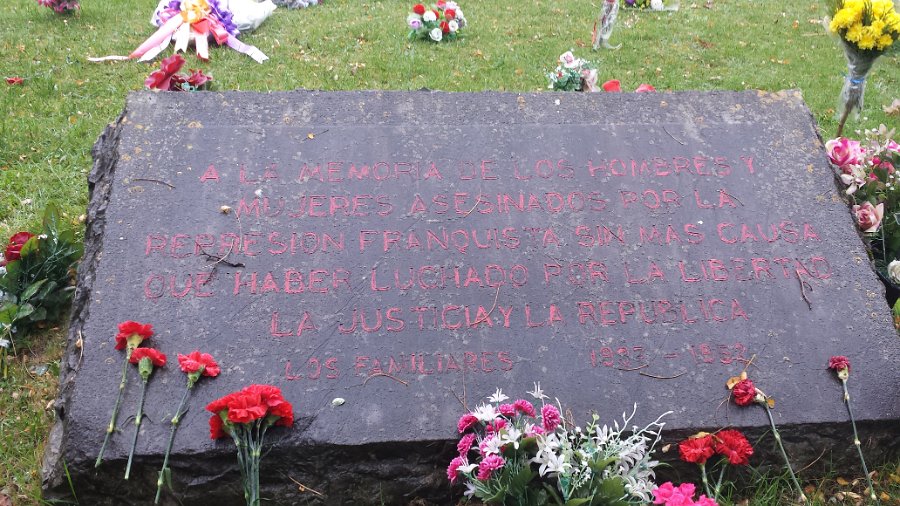 A LA MEMORIA DE LOS HOMBRES Y
MUJERES ASESINADOS POR LA
REPRESION FRANQUISTA SIN MAS CAUSA
QUE HABER LUCHADO POR LA LIBERTAD
LA JUSTICIA Y LA REPUBLICA
LOS FAMILIARES